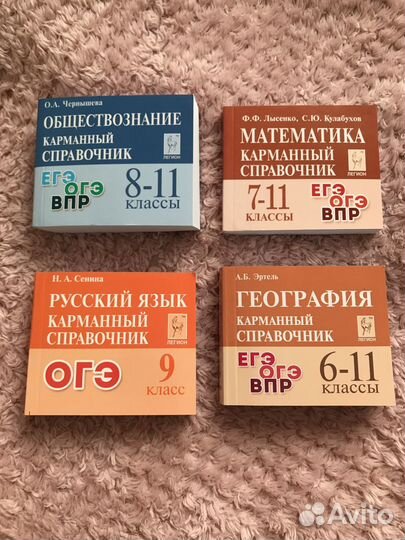 О.А. Чернышева
ОБЩЕСТВОЗНАНИЕ
КАРМАННЫЙ
СПРАВОЧНИК
ЛЕГИОН
ЕГЭ
ОГЭ
ВПР
8-11
КЛАССЫ
Ф.Ф. Лысенко, С.Ю. Кулабухов
МАТЕМАТИКА
КАРМАННЫЙ
СПРАВОЧНИК
ЛЕГИОН
7-11
КЛАССЫ
ЕГЭ
ОГЭ
ВПР
Н. А. Сенина
РУССКИЙ ЯЗЫК
КАРМАННЫЙ
СПРАВОЧНИК
ЛЕГИОН
ОГЭ
9
КЛАСС
А.Б. Эртель
ГЕОГРАФИЯ
КАРМАННЫЙ
СПРАВОЧНИК
ЛЕГИОН
ЕГЭ
ОГЭ
ВПР
6-11
КЛАССЫ
Avito